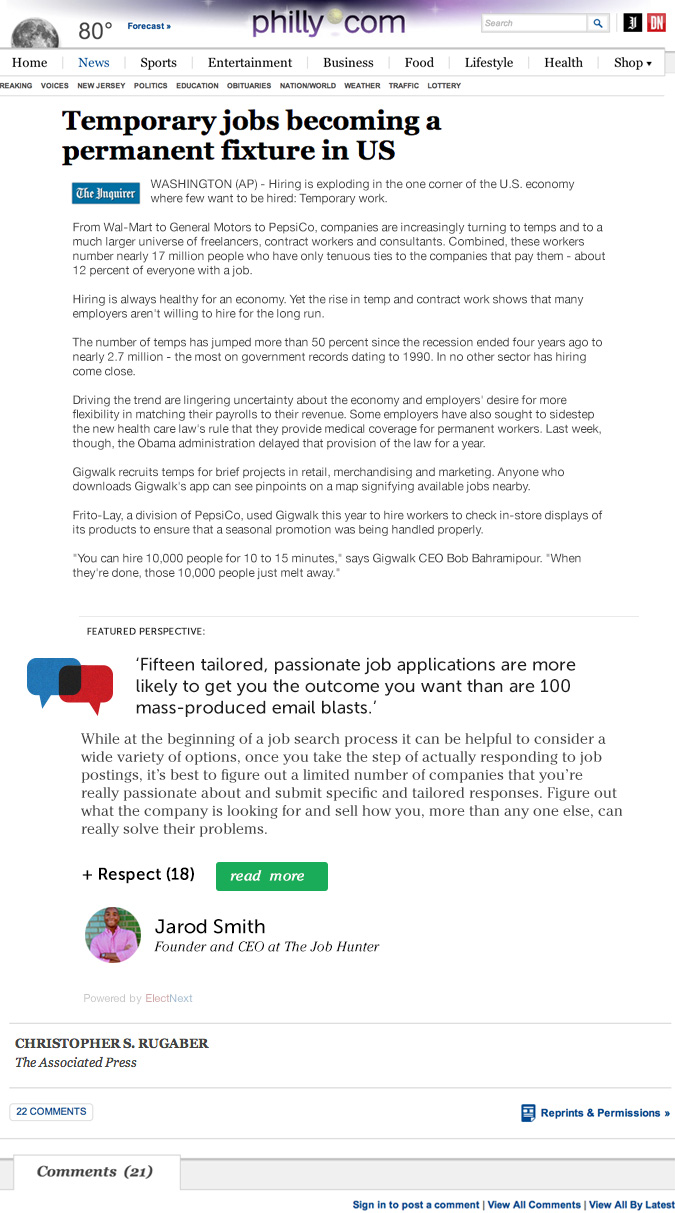 80°
Forecast »
philly.com
Search
DN
Home
News
Sports
Entertainment
Business
Food
Lifestyle
Health
Shop ▾
REAKING VOICES NEW JERSEY POLITICS EDUCATION OBITUARIES NATION/WORLD WEATHER TRAFFIC LOTTERY
Temporary jobs becoming a
permanent fixture in US
The Inquirer
WASHINGTON (AP) - Hiring is exploding in the one corner of the U.S. economy
where few want to be hired: Temporary work.
From Wal-Mart to General Motors to PepsiCo, companies are increasingly turning to temps and to a
much larger universe of freelancers, contract workers and consultants. Combined, these workers
number nearly 17 million people who have only tenuous ties to the companies that pay them - about
12 percent of everyone with a job.
Hiring is always healthy for an economy. Yet the rise in temp and contract work shows that many
employers aren't willing to hire for the long run.
The number of temps has jumped more than 50 percent since the recession ended four years ago to
nearly 2.7 million - the most on government records dating to 1990. In no other sector has hiring
come close.
Driving the trend are lingering uncertainty about the economy and employers' desire for more
flexibility in matching their payrolls to their revenue. Some employers have also sought to sidestep
the new health care law's rule that they provide medical coverage for permanent workers. Last week,
though, the Obama administration delayed that provision of the law for a year.
Gigwalk recruits temps for brief projects in retail, merchandising and marketing. Anyone who
downloads Gigwalk's app can see pinpoints on a map signifying available jobs nearby.
Frito-Lay, a division of PepsiCo, used Gigwalk this year to hire workers to check in-store displays of
its products to ensure that a seasonal promotion was being handled properly.
"You can hire 10,000 people for 10 to 15 minutes," says Gigwalk CEO Bob Bahramipour. "When
they're done, those 10,000 people just melt away."
FEATURED PERSPECTIVE:
‘Fifteen tailored, passionate job applications are more
likely to get you the outcome you want than are 100
mass-produced email blasts.’
While at the beginning of a job search process it can be helpful to consider a
wide variety of options, once you take the step of actually responding to job
postings, it’s best to figure out a limited number of companies that you’re
really passionate about and submit specific and tailored responses. Figure out
what the company is looking for and sell how you, more than any one else, can
really solve their problems.
+ Respect (18)
read more
Jarod Smith
Founder and CEO at The Job Hunter
Powered by ElectNext
CHRISTOPHER S. RUGABER
The Associated Press
22 COMMENTS
Reprints & Permissions »
Comments (21)
Sign in to post a comment | View All Comments | View All By Latest